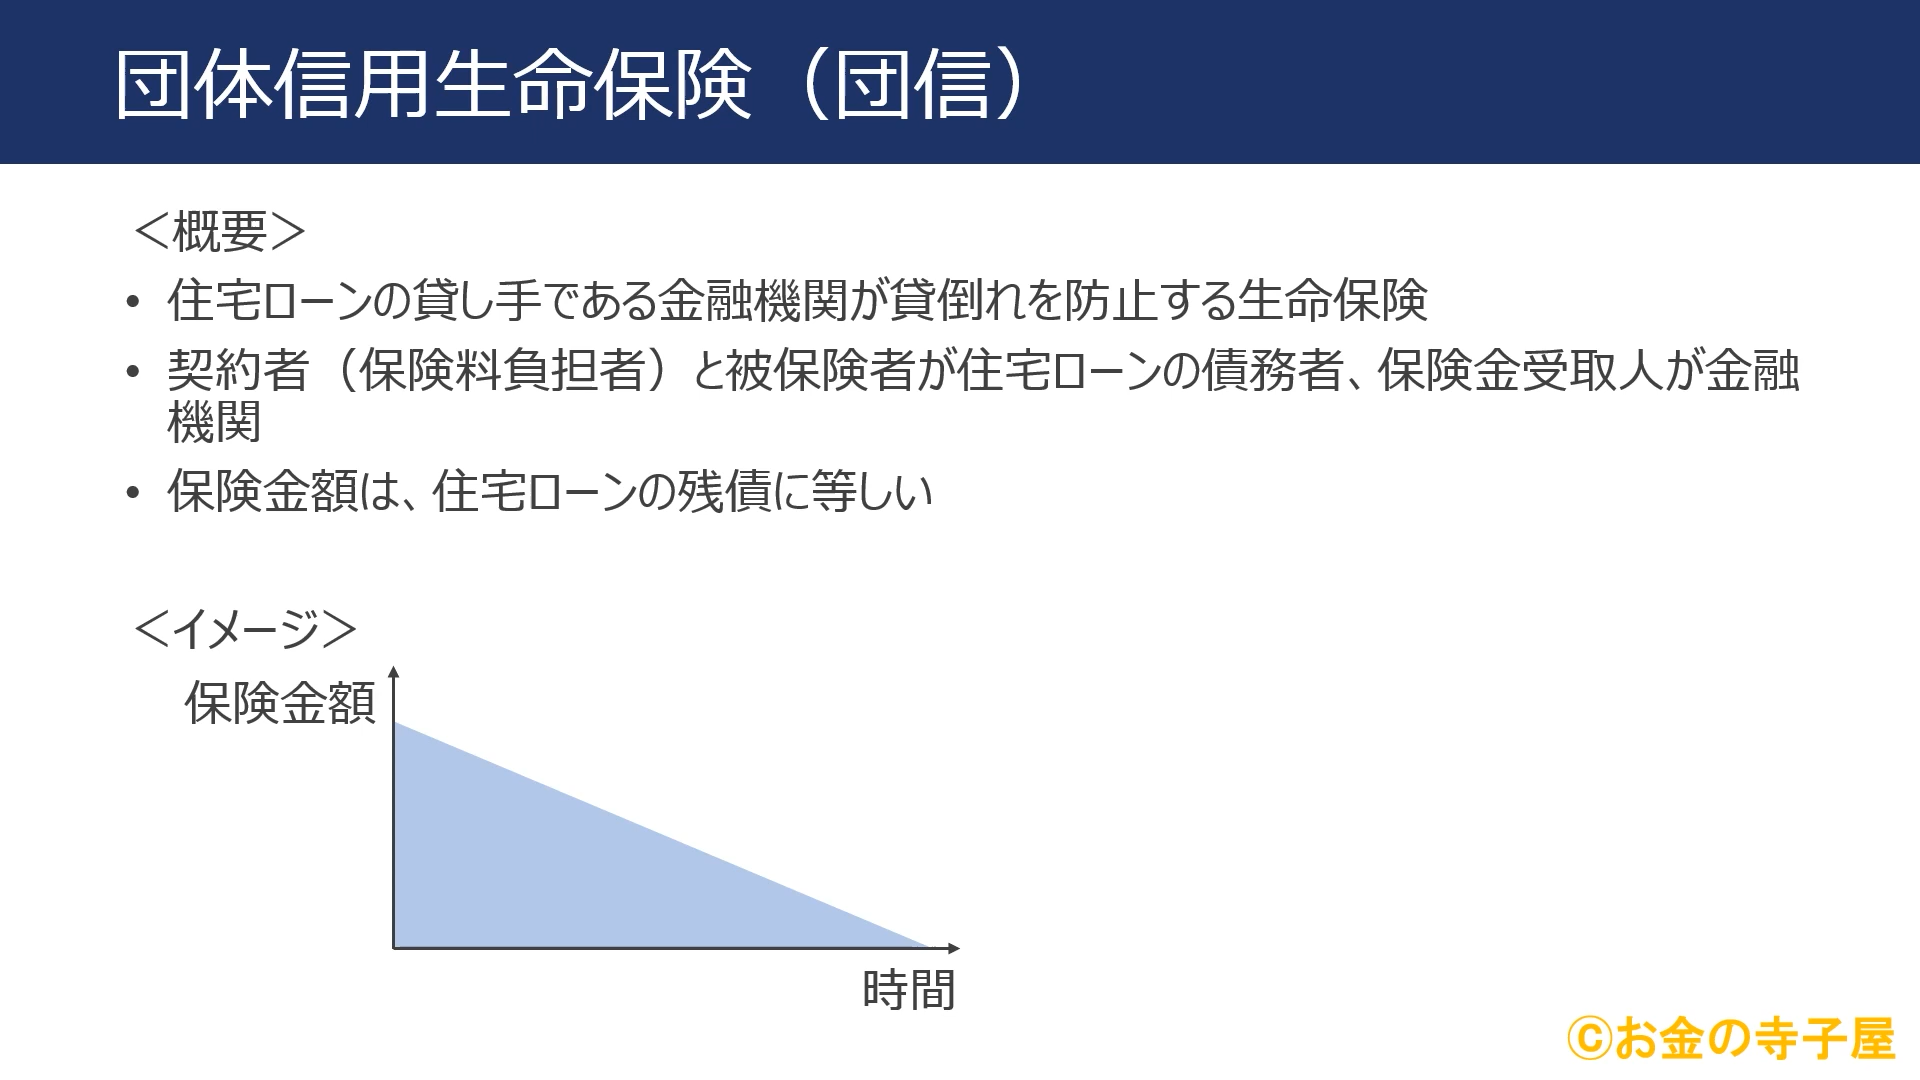 団体信用生命保険（団信）
＜概要＞
• 住宅ローンの貸し手である金融機関が貸倒れを防止する生命保険
• 契約者（保険料負担者）と被保険者が住宅ローンの債務者、保険金受取人が金融
機関
• 保険金額は、住宅ローンの残債に等しい
＜イメージ＞
保険金額
時間
©お金の寺子屋